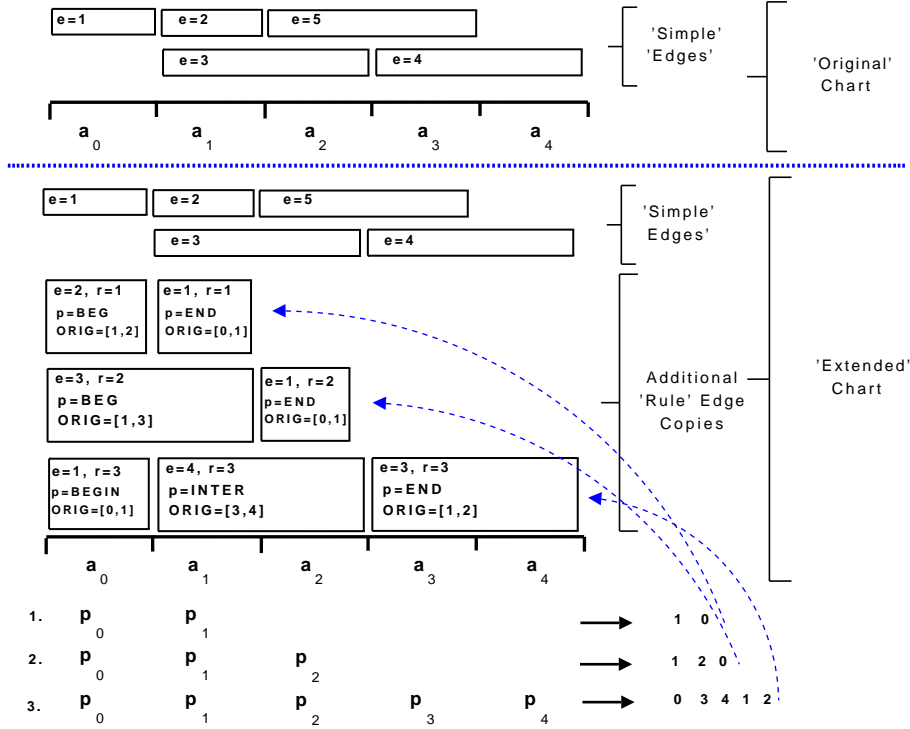 e=1 e=2 e=5
'Simple'
'Edges'
e=3 e=4
'Original'
Chart
a0 a1 a2 a3 a4
e=1 e=2 e=5
'Simple'
Edges'
e=3 e=4
e=2, r=1
p=BEG
ORIG=[1,2]
e=1, r=1
p=END
ORIG=[0,1]
e=3, r=2
p=BEG
ORIG=[1,3]
e=1, r=2
p=END
ORIG=[0,1]
Additional
'Rule' Edge
Copies
'Extended'
Chart
e=1, r=3
p=BEGIN
ORIG=[0,1]
e=4, r=3
p=INTER
ORIG=[3,4]
e=3, r=3
p=END
ORIG=[1,2]
a0 a1 a2 a3 a4
1. p0 p1 → 1 0
2. p0 p1 p2 → 1 2 0
3. p0 p1 p2 p3 p4 → 0 3 4 1 2